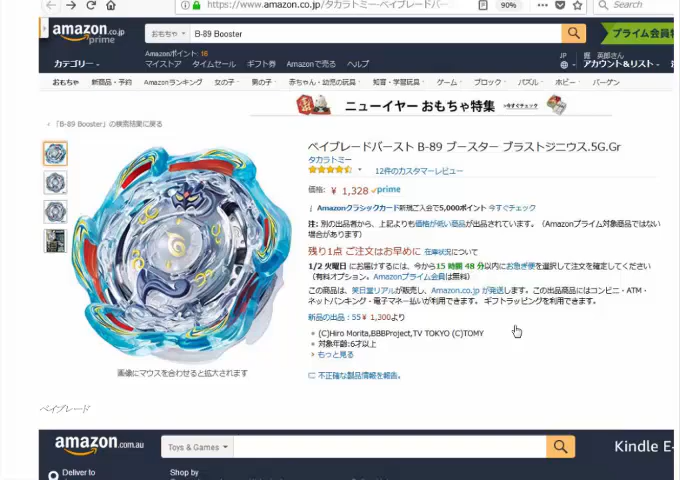 https://www.amazon.co.jp/タカラトミー-ベイブレードバー
90%
Search
amazon.co.jp
prime
おもちゃ
B-89 Booster
プライム会員特
Amazonポイント: 16
カテゴリー
マイストア タイムセール ギフト券 Amazonで売る ヘルプ
JP
アカウント&リスト
おもちゃ 新商品・予約 Amazonランキング 女の子 男の子 赤ちゃん・幼児の玩具 知育・学習玩具 ゲーム ブロック パズル ホビー バーゲン
ニューイヤー おもちゃ特集 今すぐチェック
‹ 「B-89 Booster」の検索結果に戻る
ベイブレードバースト B-89 ブースター ブラストジニウス.5G.Gr
タカラトミー
12件のカスタマーレビュー
価格: ¥ 1,328 prime
Amazonクラシックカード新規ご入会で5,000ポイント 今すぐチェック
注: 別の出品者から、上記よりも価格が低い商品が出品されています。(Amazonプライム対象商品ではない
場合があります)
残り1点 ご注文はお早めに 在庫状況について
1/2 火曜日 にお届けするには、今から15 時間 48 分以内にお急ぎ便を選択して注文を確定してください
(有料オプション。Amazonプライム会員は無料)
この商品は、笑日堂リアルが販売し、Amazon.co.jp が発送します。この出品商品にはコンビニ・ATM・
ネットバンキング・電子マネー払いが利用できます。 ギフトラッピングを利用できます。
新品の出品：55 ¥ 1,300より
(C)Hiro Morita,BBBProject,TV TOKYO (C)TOMY
対象年齢:6才以上
› もっと見る
不正確な製品情報を報告。
画像にマウスを合わせると拡大されます
ベイブレード
amazon.com.au
Toys & Games
Kindle E-
Deliver to
Shop by